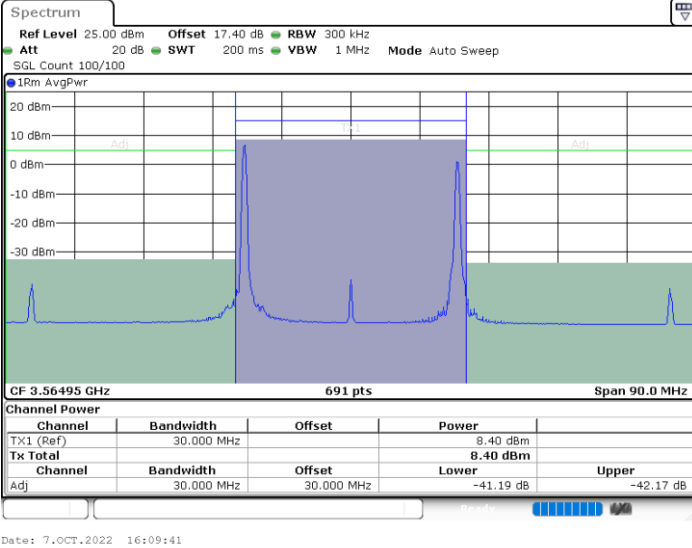 Spectrum
Ref Level 25.00 dBm Offset 17.40 dB RBW 300 kHz
Att 20 dB SWT 200 ms VBW 1 MHz Mode Auto Sweep
SGL Count 100/100
1Rm AvgPwr
20 dBm
TX1
10 dBm
Adj Adj
0 dBm
-10 dBm
-20 dBm
-30 dBm
CF 3.56495 GHz 691 pts Span 90.0 MHz
Channel Power
Channel Bandwidth Offset Power
TX1 (Ref) 30.000 MHz 8.40 dBm
Tx Total 8.40 dBm
Channel Bandwidth Offset Lower Upper
Adj 30.000 MHz 30.000 MHz -41.19 dB -42.17 dB
Ready
Date: 7.OCT.2022 16:09:41